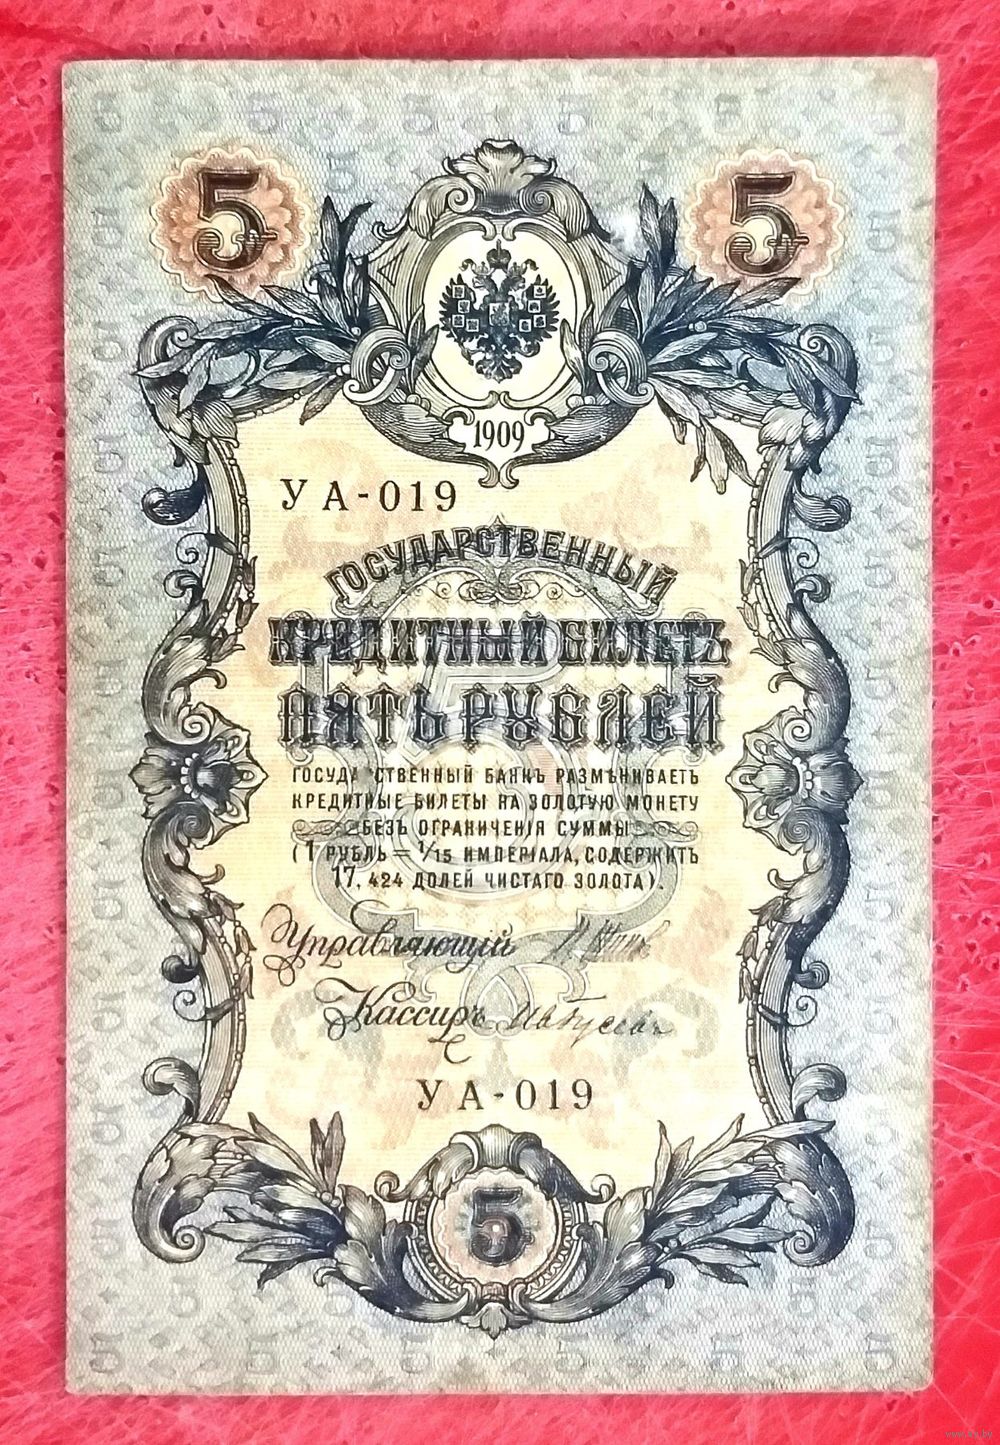 5 5
1909
УА-019
ГОСУДАРСТВЕННЫЙ
КРЕДИТНЫЙ БИЛЕТЪ
ПЯТЬ РУБЛЕЙ
ГОСУДАРСТВЕННЫЙ БАНКЪ РАЗМѢНИВАЕТЪ
КРЕДИТНЫЕ БИЛЕТЫ НА ЗОЛОТУЮ МОНЕТУ
БЕЗЪ ОГРАНИЧЕНІЯ СУММЫ
(1 РУБЛЬ = 1/15 ИМПЕРІАЛА, СОДЕРЖИТЪ
17,424 ДОЛЕЙ ЧИСТАГО ЗОЛОТА).
Управляющій
Кассиръ
УА-019
5